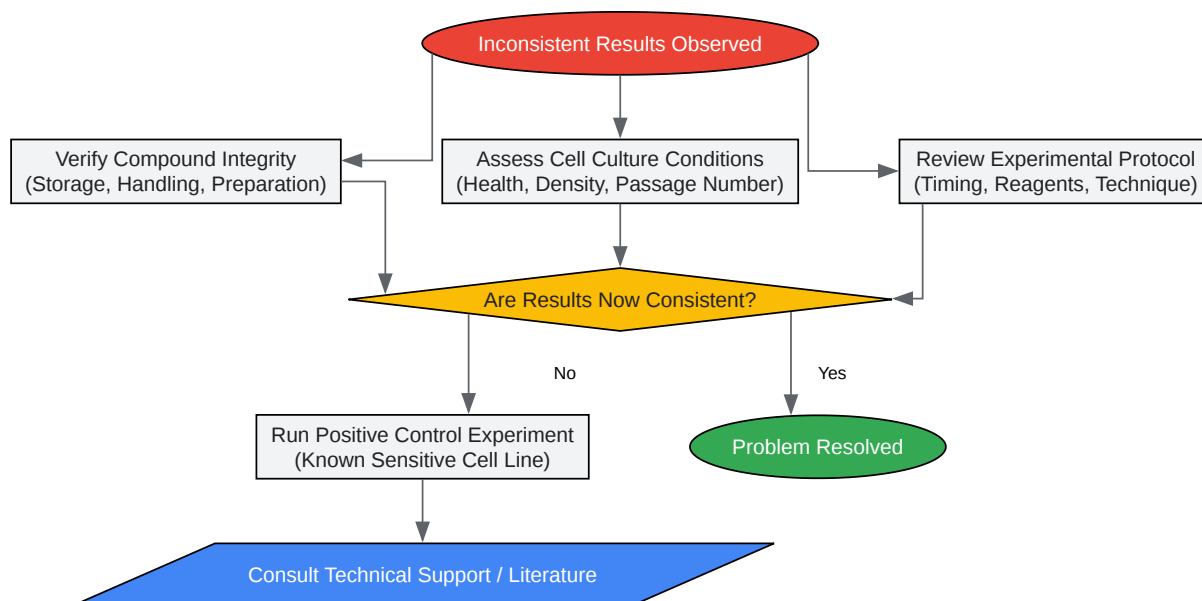 Inconsistent Results Observed
Verify Compound Integrity
(Storage, Handling, Preparation)
Assess Cell Culture Conditions
(Health, Density, Passage Number)
Review Experimental Protocol
(Timing, Reagents, Technique)
Are Results Now Consistent?
No
Yes
Run Positive Control Experiment
(Known Sensitive Cell Line)
Problem Resolved
Consult Technical Support / Literature